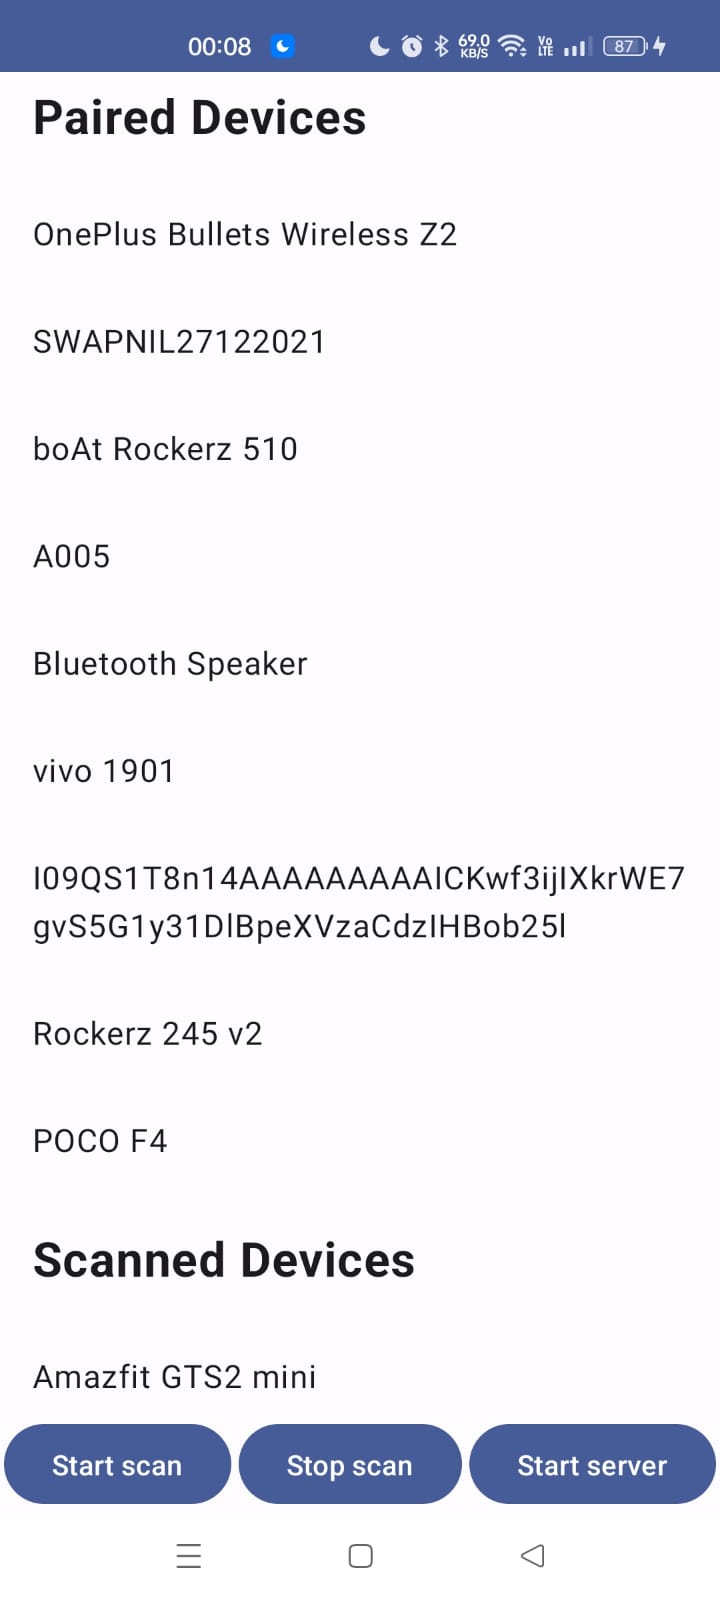 00:08
69.0
KB/S
Vo
LTE
87
Paired Devices
OnePlus Bullets Wireless Z2
SWAPNIL27122021
boAt Rockerz 510
A005
Bluetooth Speaker
vivo 1901
I09QS1T8n14AAAAAAAAAICKwf3ijIXkrWE7
gvS5G1y31DlBpeXVzaCdzIHBob25l
Rockerz 245 v2
POCO F4
Scanned Devices
Amazfit GTS2 mini
Start scan
Stop scan
Start server